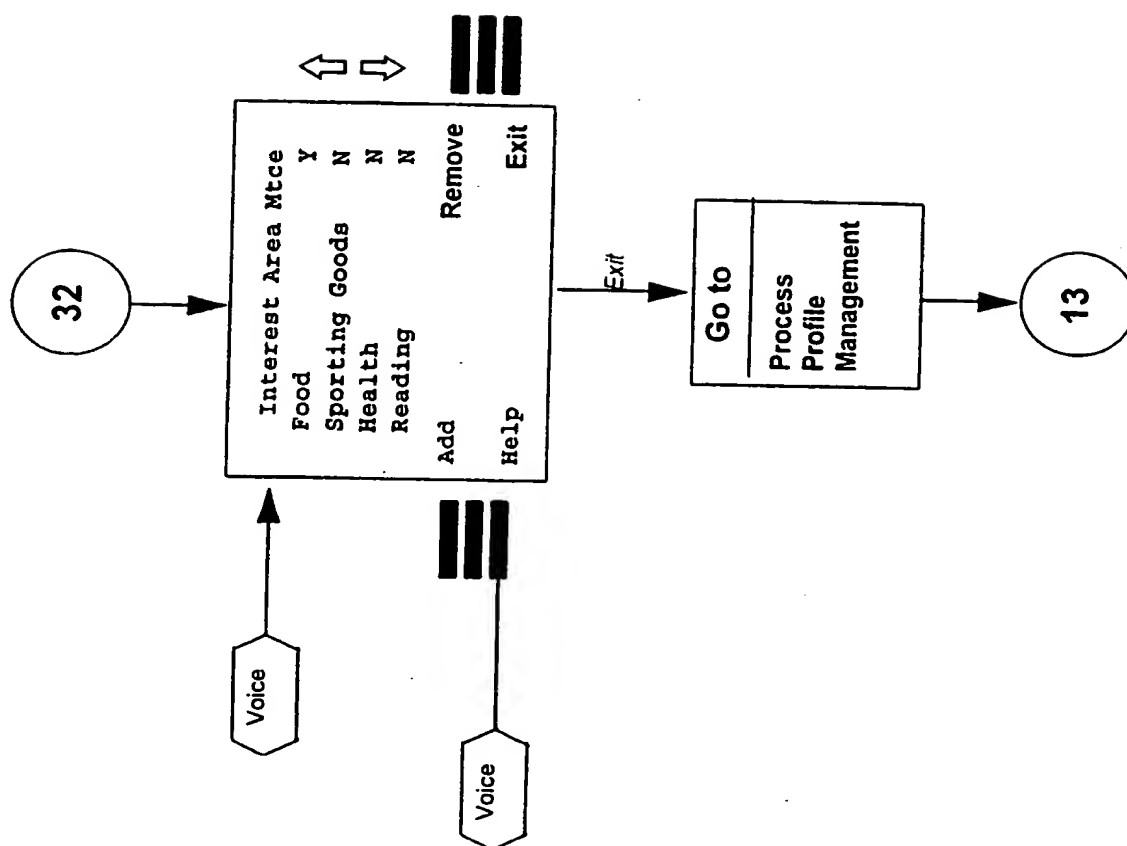 32
Voice
Interest Area Mtce
Food Y
Sporting Goods N
Health N
Reading N
Add Remove
Help Exit
Voice
Exit
Go to
Process
Profile
Management
13